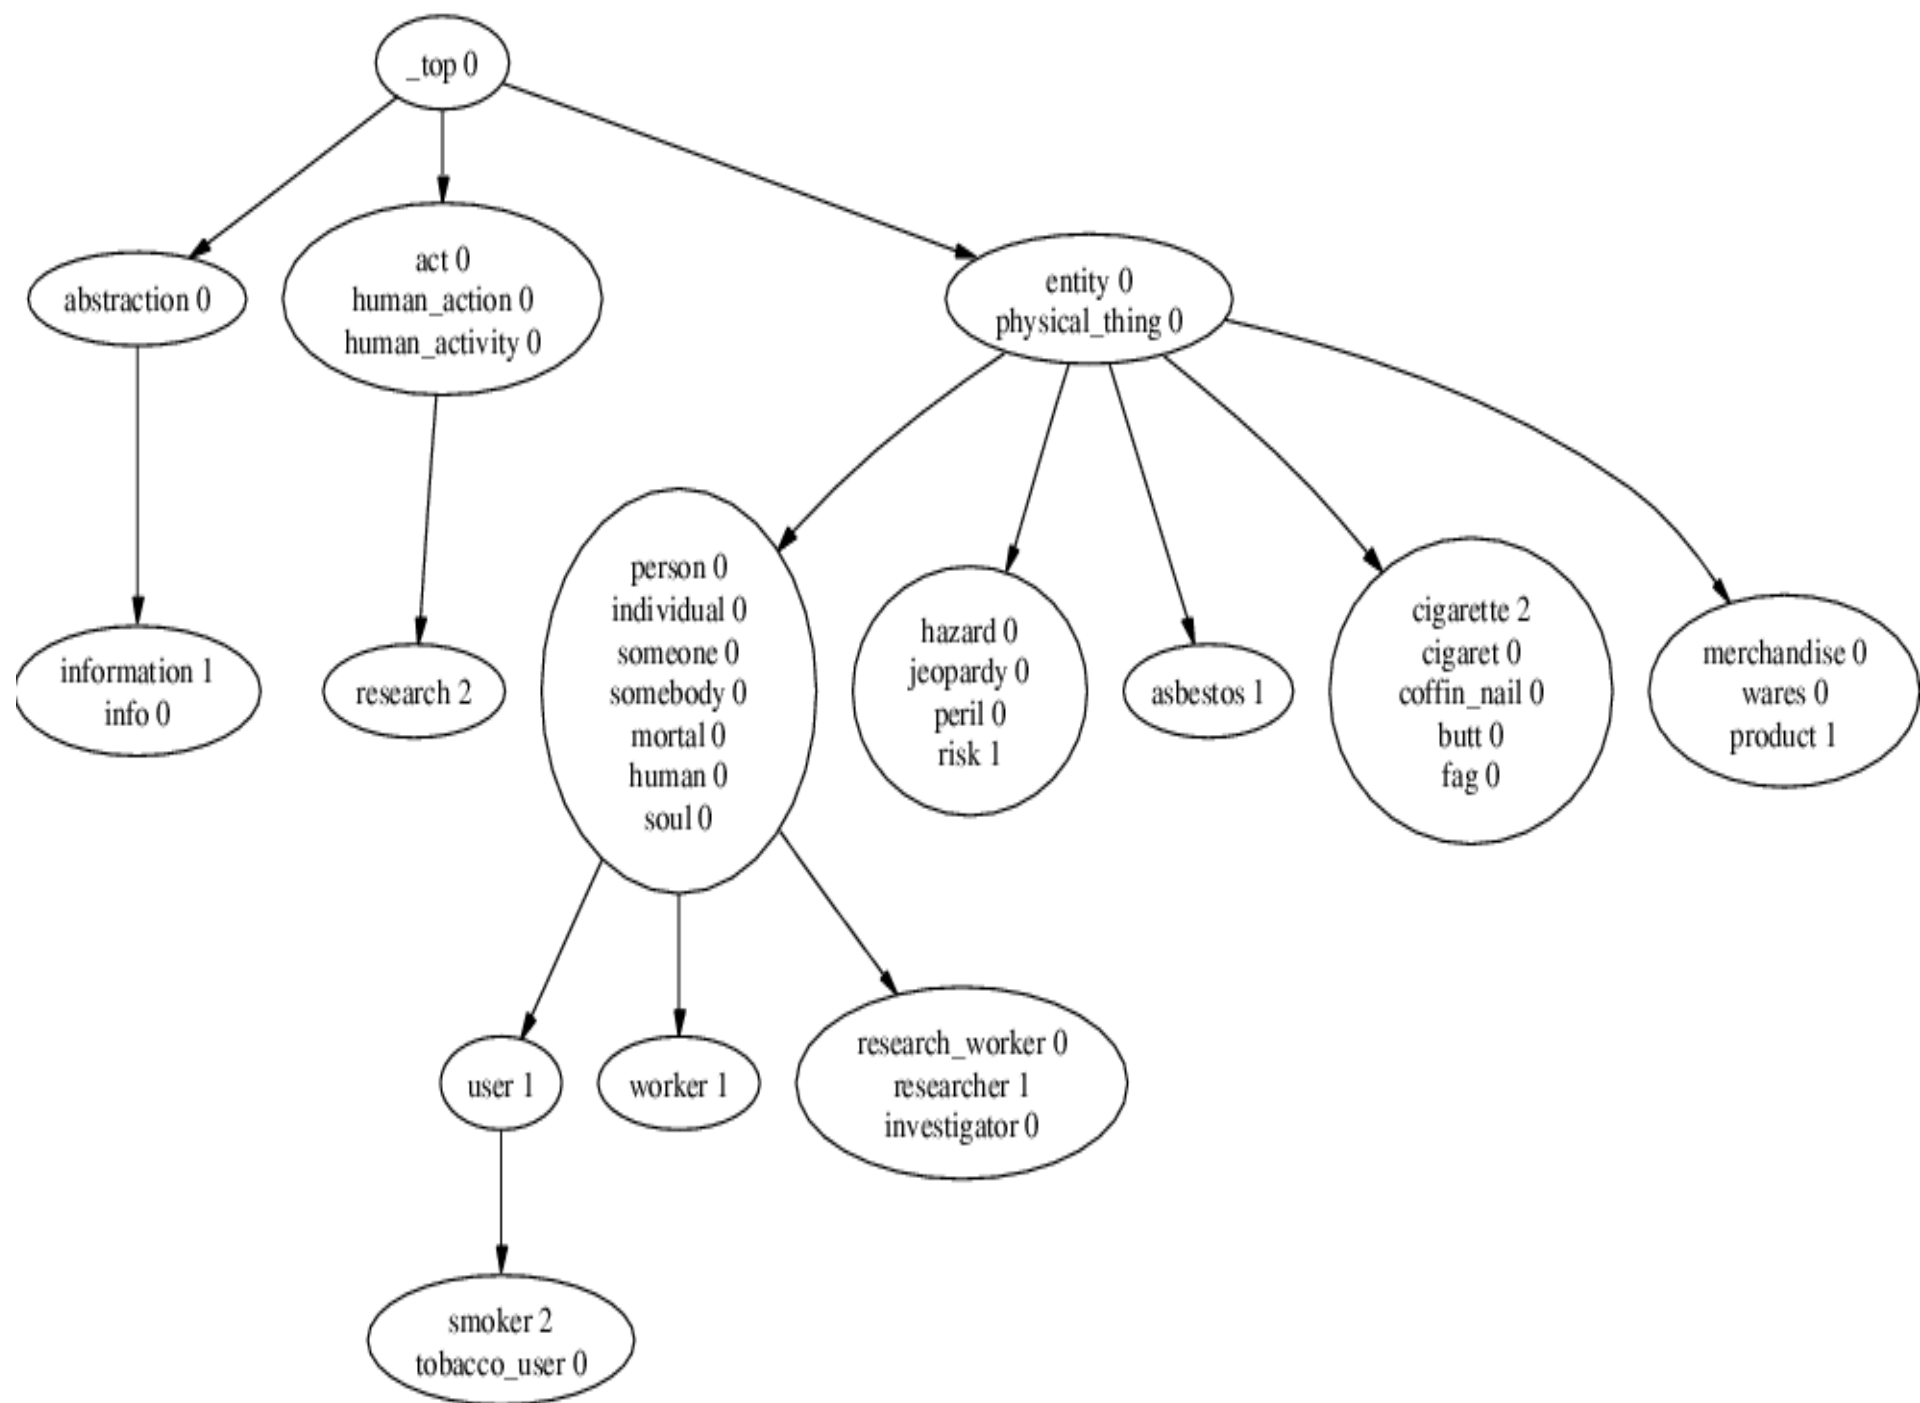 _top 0
abstraction 0
act 0
human_action 0
human_activity 0
entity 0
physical_thing 0
information 1
info 0
research 2
person 0
individual 0
someone 0
somebody 0
mortal 0
human 0
soul 0
hazard 0
jeopardy 0
peril 0
risk 1
asbestos 1
cigarette 2
cigaret 0
coffin_nail 0
butt 0
fag 0
merchandise 0
wares 0
product 1
user 1
worker 1
research_worker 0
researcher 1
investigator 0
smoker 2
tobacco_user 0